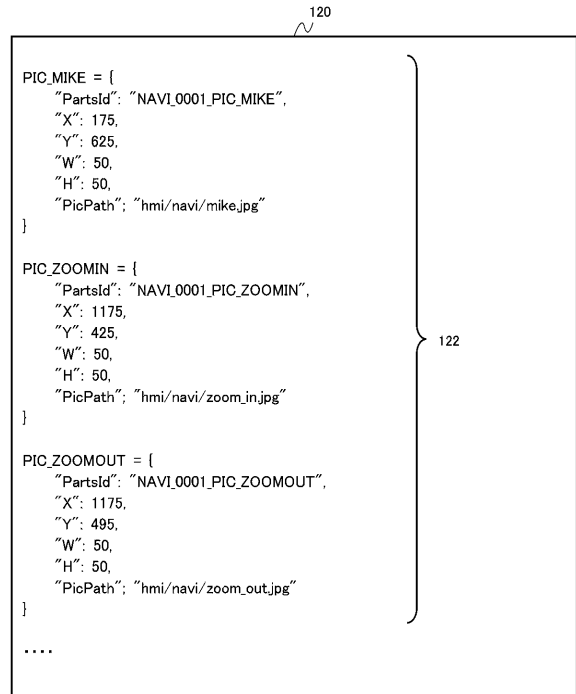 120
PIC_MIKE = {
"PartsId": "NAVI_0001_PIC_MIKE",
"X": 175,
"Y": 625,
"W": 50,
"H": 50,
"PicPath"; "hmi/navi/mike.jpg"
}
PIC_ZOOMIN = {
"PartsId": "NAVI_0001_PIC_ZOOMIN",
"X": 1175,
"Y": 425,
"W": 50,
"H": 50,
"PicPath"; "hmi/navi/zoom_in.jpg"
}
122
PIC_ZOOMOUT = {
"PartsId": "NAVI_0001_PIC_ZOOMOUT",
"X": 1175,
"Y": 495,
"W": 50,
"H": 50,
"PicPath"; "hmi/navi/zoom_out.jpg"
}
....